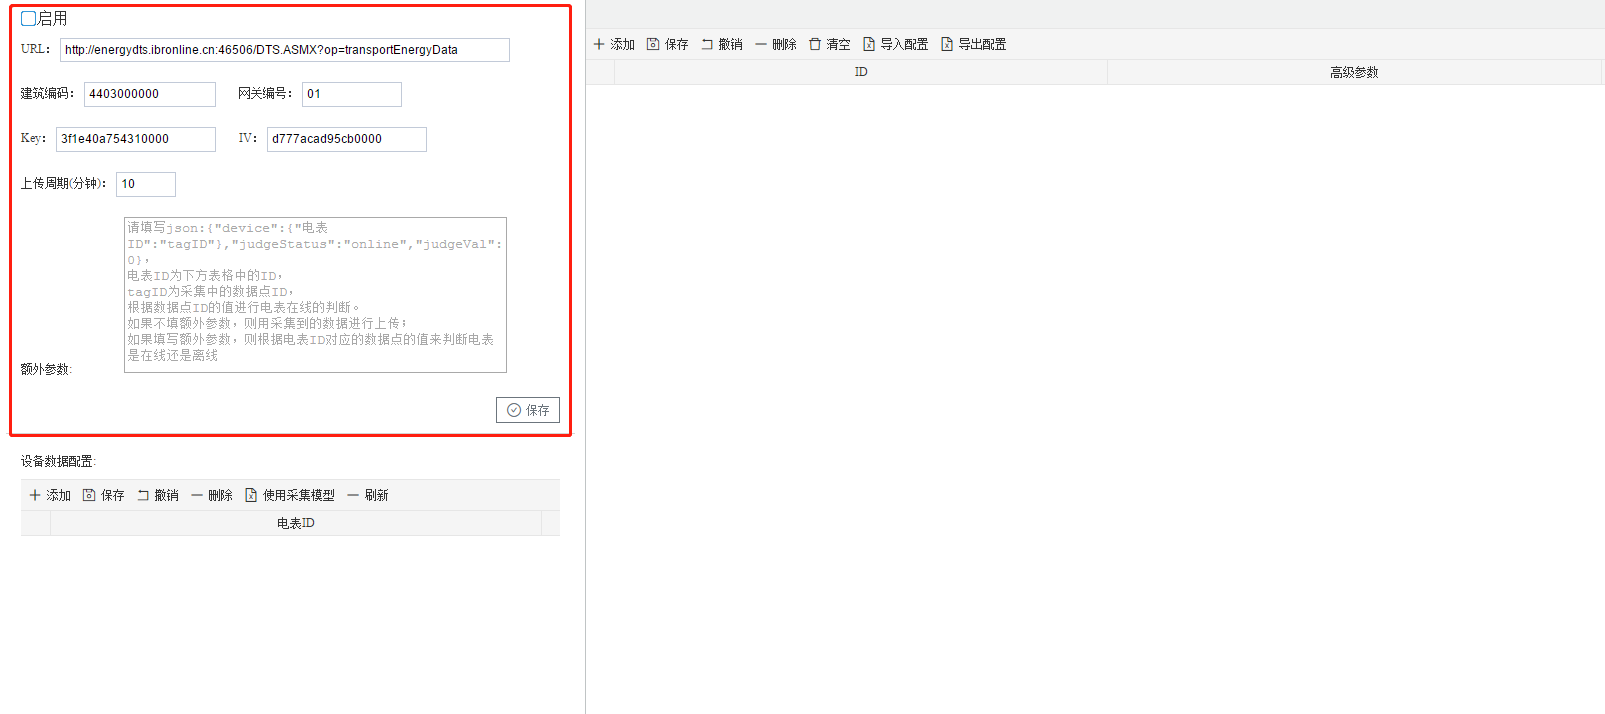 启用
URL: http://energydts.ibronline.cn:46506/DTS.ASMX?op=transportEnergyData
建筑编码: 4403000000 网关编号: 01
Key: 3f1e40a754310000 IV: d777acad95cb0000
上传周期(分钟): 10
请填写json:{"device":{"电表
ID":"tagID"},"judgeStatus":"online","judgeVal":
0},
电表ID为下方表格中的ID,
tagID为采集中的数据点ID,
根据数据点ID的值进行电表在线的判断。
如果不填额外参数，则用采集到的数据进行上传;
如果填写额外参数，则根据电表ID对应的数据点的值来判断电表
是在线还是离线
额外参数:
保存
设备数据配置:
添加 保存 撤销 删除 使用采集模型 刷新
电表ID
添加 保存 撤销 删除 清空 导入配置 导出配置
ID 高级参数